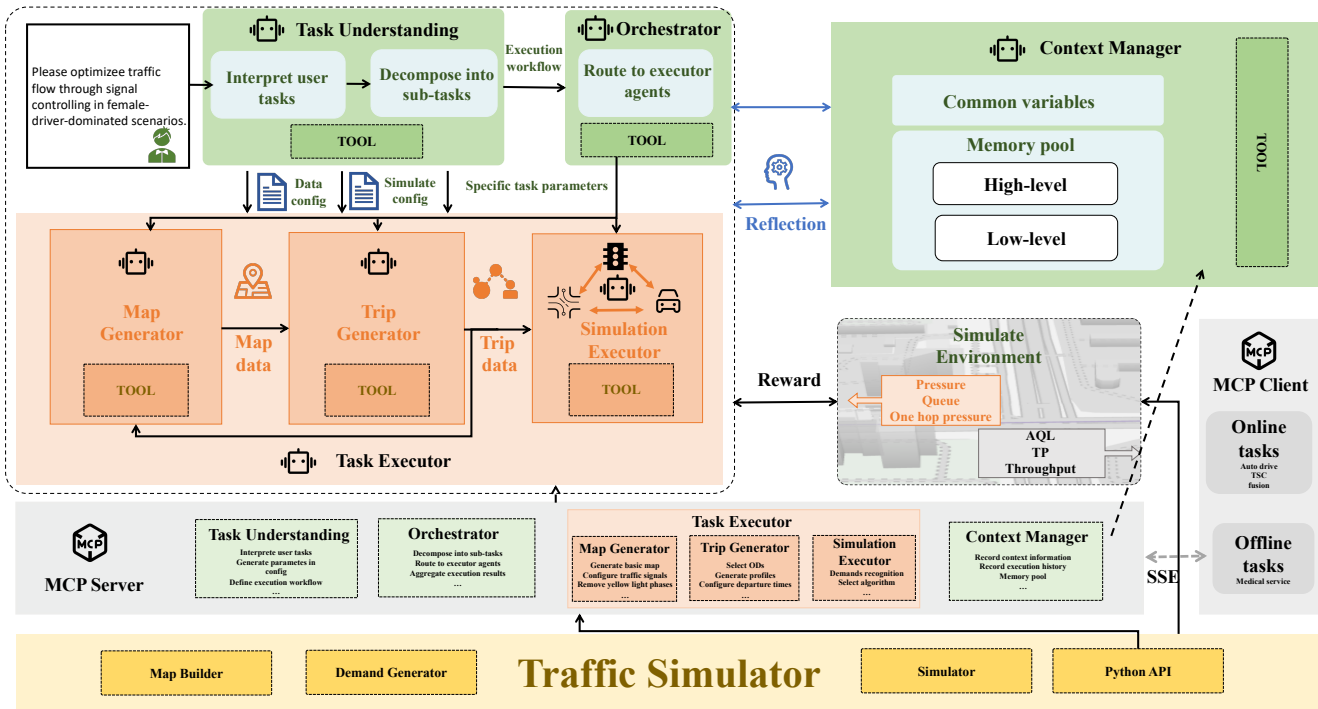 Please optimizee traffic
flow through signal
controlling in female-
driver-dominated scenarios.
Task Understanding
Interpret user
tasks
Decompose into
sub-tasks
TOOL
Execution
workflow
Orchestrator
Route to executor
agents
TOOL
Data
config
Simulate
config
Specific task parameters
Map
Generator
TOOL
Map
data
Trip
Generator
TOOL
Trip
data
Simulation
Executor
TOOL
Task Executor
Reflection
Context Manager
Common variables
Memory pool
High-level
Low-level
TOOL
Reward
Simulate
Environment
Pressure
Queue
One hop pressure
AQL
TP
Throughput
MCP
MCP Client
Online
tasks
Auto drive
TSC
fusion
Offline
tasks
Medical service
MCP
MCP Server
Task Understanding
Interprete user tasks
Generate parametes in
config
Define execution workflow
...
Orchestrator
Decompose into sub-tasks
Route to executor agents
Aggregate execution results
...
Task Executor
Map Generator
Generate basic map
Configure traffic signals
Remove yellow light phases
...
Trip Generator
Select ODs
Generate profiles
Configure departure times
...
Simulation
Executor
Demands recognition
Select algorithm
...
Context Manager
Record context information
Record execution history
Memory pool
...
SSE
Map Builder
Demand Generator
Traffic Simulator
Simulator
Python API